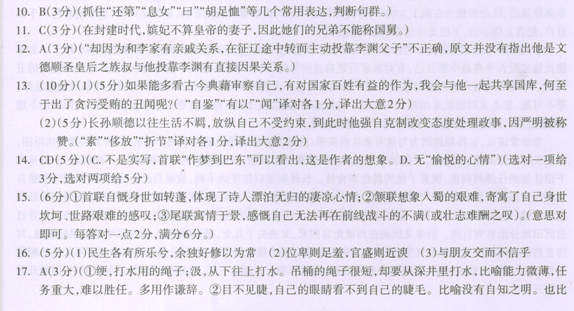 10. B(3分)(抓住“还第”“息女”“曰”“胡足恤”等几个常用表达,判断句群。)
11. C(3分)(在封建时代,嫔妃不算皇帝的妻子,因此她们的兄弟不能称国舅。)
12. A(3分)(“却因为和李家有亲戚关系,在征辽途中转而主动投靠李渊父子”不正确,原文并没有指出他是文
德顺圣皇后之族叔与他投靠李渊有直接因果关系。)
13. (10分)(1)(5分)如果能多看古今典籍审察自己,有对国家百姓有益的作为,我会与他一起共享国库,何至
于出了贪污受贿的丑闻呢?( “自鉴”“有以”“闻”译对各1分,译出大意2分)
(2)(5分)长孙顺德以往生活不羁,放纵自己不受约束,到此时他强自克制改变态度处理政事,因严明被称
赞。(“素”“侈放”“折节”译对各1分,译出大意2分)
14. CD(5分)(C. 不是实写,首联“作梦到巴东”可以看出,这是作者的想象。D. 无“愉悦的心情”)(选对一项给
3分,选对两项给5分)
15. (6分)①首联自慨身世如转蓬,体现了诗人漂泊无归的凄凉心情;②颔联想象入蜀的艰难,寄寓了自己身世
坎坷、世路艰难的感叹;③尾联寓情于景,感慨自己无法再在前线战斗的不满(或壮志难酬之叹)。(意思对
即可。每答对一点2分,满分6分。)
16. (5分)(1)民生各有所乐兮,余独好修以为常 (2)位卑则足羞,官盛则近谀 (3)与朋友交而不信乎
17. A(3分)(①绠,打水用的绳子;汲,从下往上打水。吊桶的绳子很短,却要从深井里打水,比喻能力微薄,任
务重大,难以胜任。多用作谦辞。②目不见睫,自己的眼睛看不到自己的睫毛。比喻没有自知之明。也比